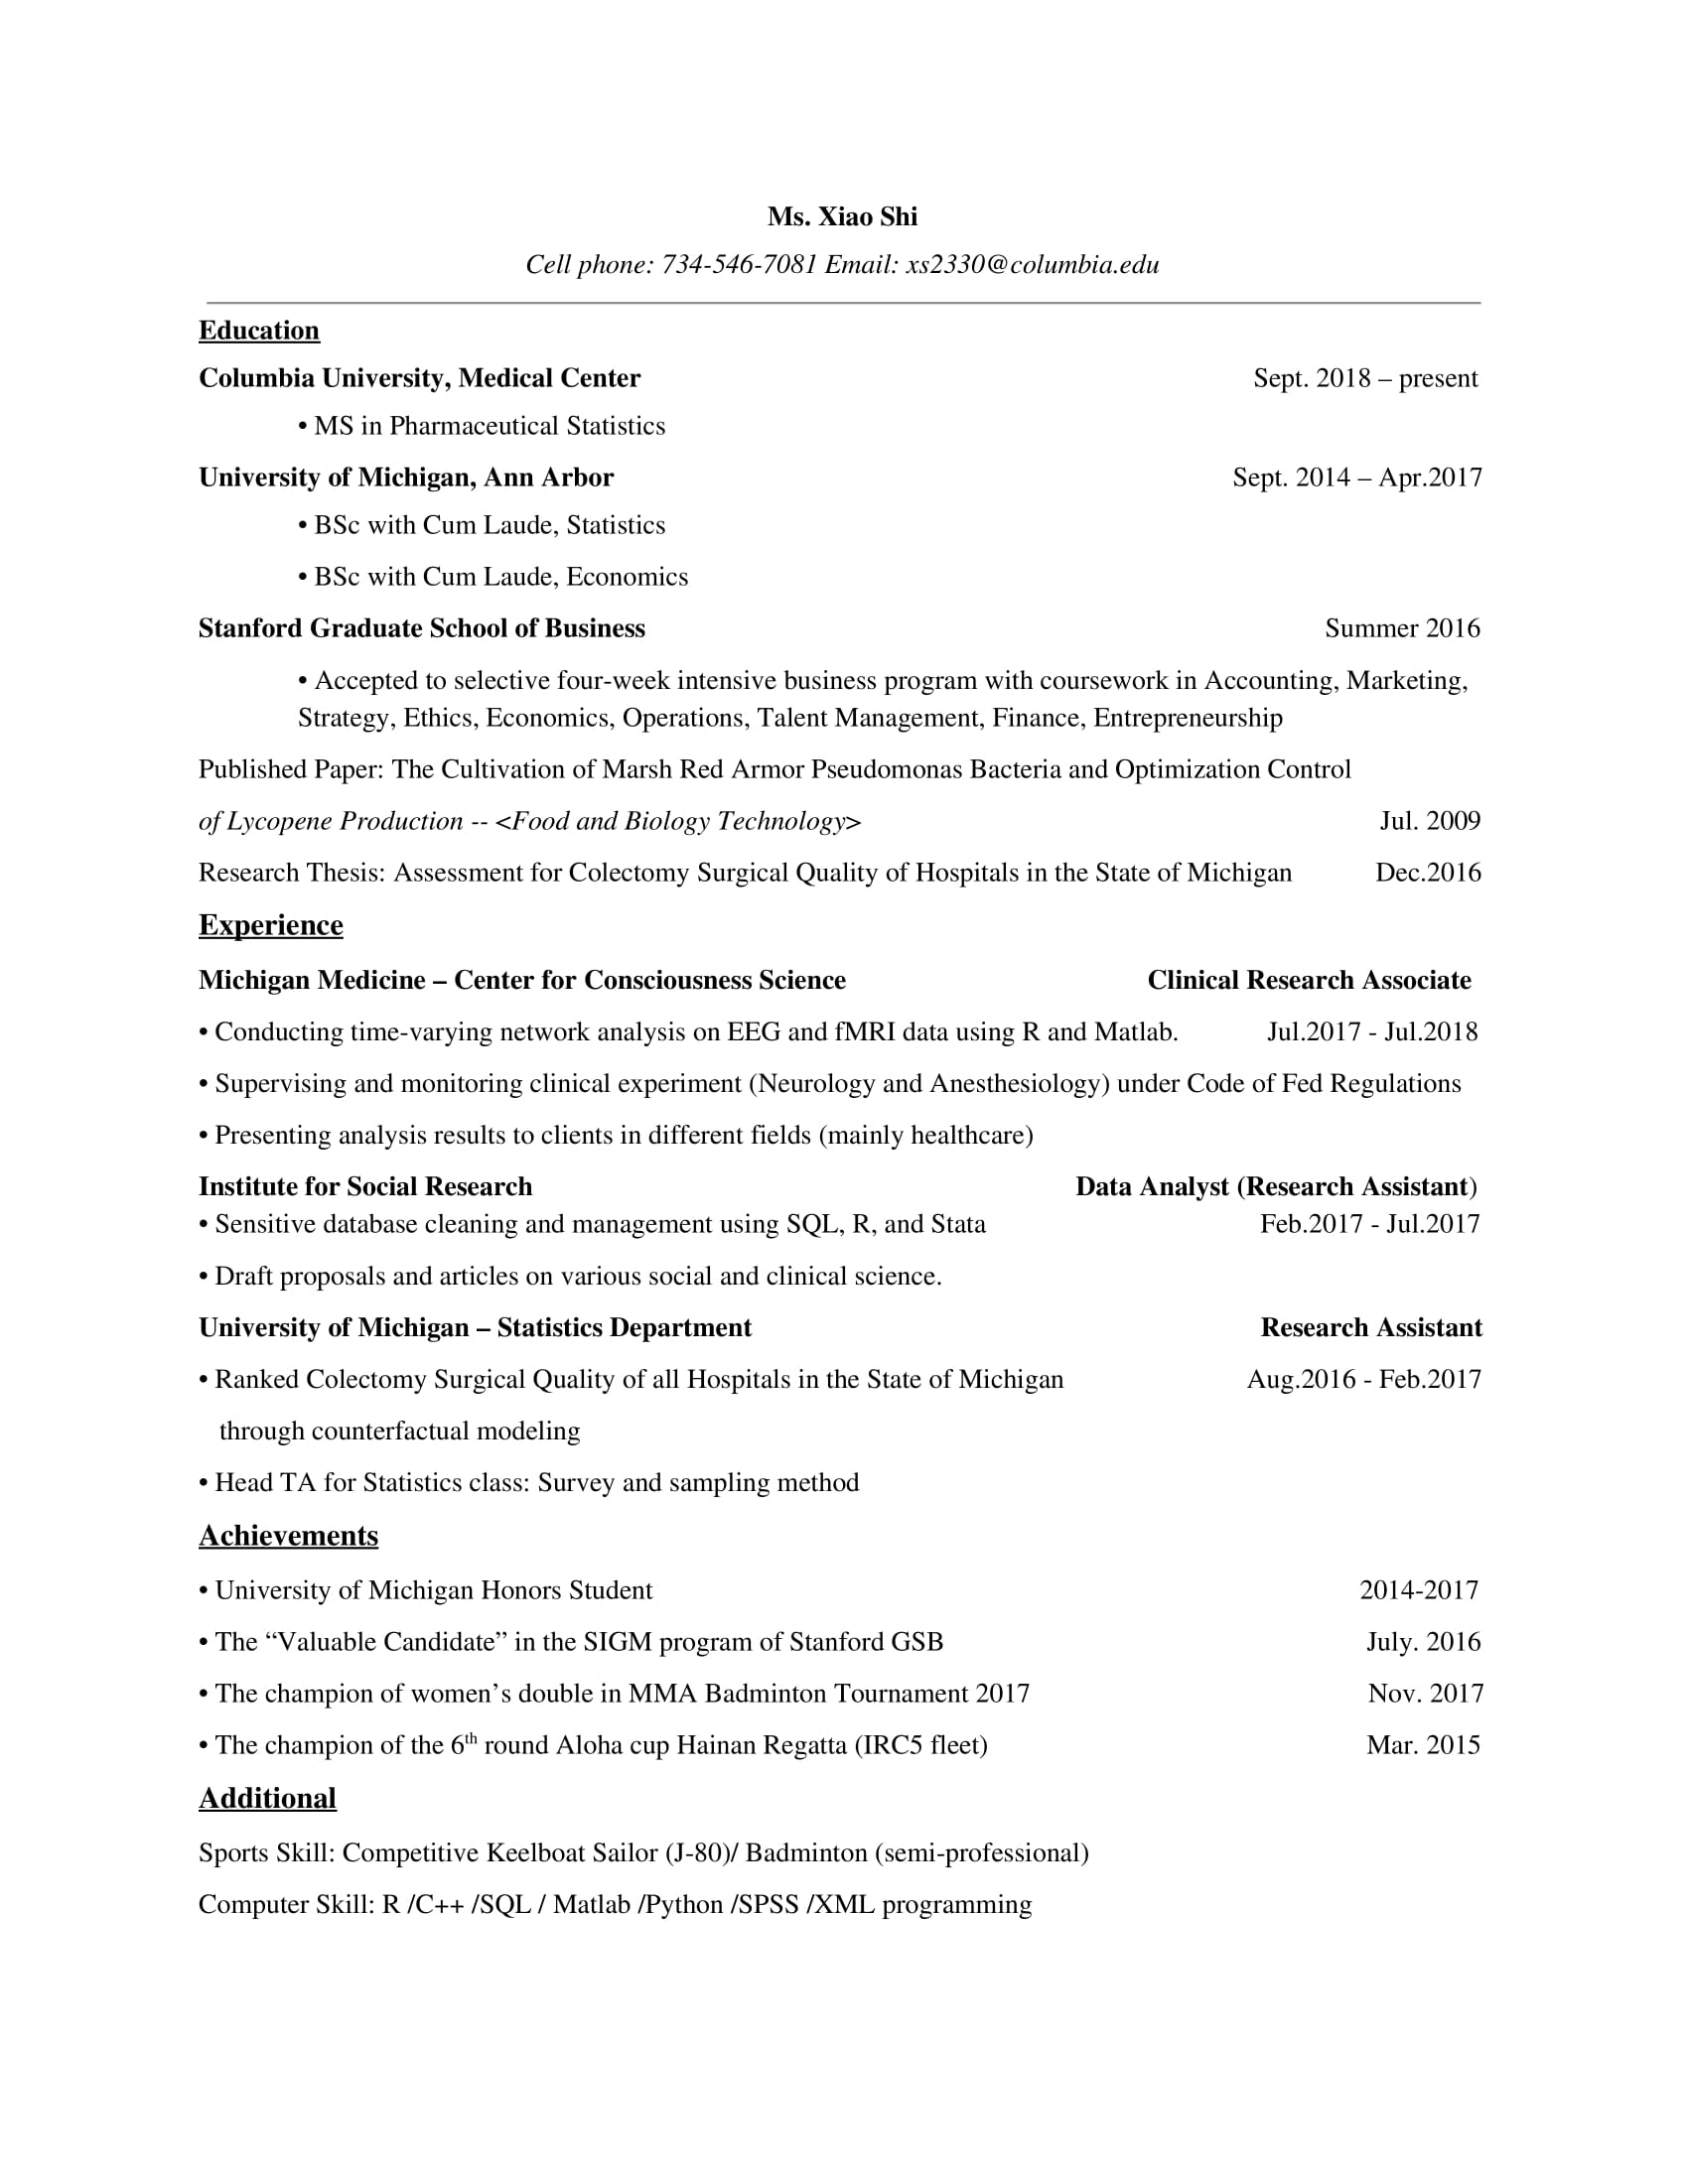 Ms. Xiao Shi
Cell phone: 734-546-7081 Email: xs2330@columbia.edu
Education
Columbia University, Medical Center Sept. 2018 – present
• MS in Pharmaceutical Statistics
University of Michigan, Ann Arbor Sept. 2014 – Apr.2017
• BSc with Cum Laude, Statistics
• BSc with Cum Laude, Economics
Stanford Graduate School of Business Summer 2016
• Accepted to selective four-week intensive business program with coursework in Accounting, Marketing,
Strategy, Ethics, Economics, Operations, Talent Management, Finance, Entrepreneurship
Published Paper: The Cultivation of Marsh Red Armor Pseudomonas Bacteria and Optimization Control
of Lycopene Production -- <Food and Biology Technology> Jul. 2009
Research Thesis: Assessment for Colectomy Surgical Quality of Hospitals in the State of Michigan Dec.2016
Experience
Michigan Medicine – Center for Consciousness Science Clinical Research Associate
• Conducting time-varying network analysis on EEG and fMRI data using R and Matlab. Jul.2017 - Jul.2018
• Supervising and monitoring clinical experiment (Neurology and Anesthesiology) under Code of Fed Regulations
• Presenting analysis results to clients in different fields (mainly healthcare)
Institute for Social Research Data Analyst (Research Assistant)
• Sensitive database cleaning and management using SQL, R, and Stata Feb.2017 - Jul.2017
• Draft proposals and articles on various social and clinical science.
University of Michigan – Statistics Department Research Assistant
• Ranked Colectomy Surgical Quality of all Hospitals in the State of Michigan Aug.2016 - Feb.2017
through counterfactual modeling
• Head TA for Statistics class: Survey and sampling method
Achievements
• University of Michigan Honors Student 2014-2017
• The “Valuable Candidate” in the SIGM program of Stanford GSB July. 2016
• The champion of women’s double in MMA Badminton Tournament 2017 Nov. 2017
• The champion of the 6th round Aloha cup Hainan Regatta (IRC5 fleet) Mar. 2015
Additional
Sports Skill: Competitive Keelboat Sailor (J-80)/ Badminton (semi-professional)
Computer Skill: R /C++ /SQL / Matlab /Python /SPSS /XML programming